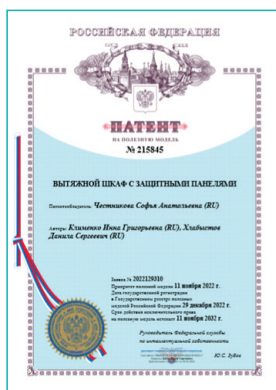 РОССИЙСКАЯ ФЕДЕРАЦИЯ
ПАТЕНТ
НА ПОЛЕЗНУЮ МОДЕЛЬ
№ 215845
ВЫТЯЖНОЙ ШКАФ С ЗАЩИТНЫМИ ПАНЕЛЯМИ
Патентообладатель: Честникова Софья Анатольевна (RU)
Авторы: Клименко Инна Григорьевна (RU), Хлабыстов
Данила Сергеевич (RU)
Заявка № 2022129310
Приоритет полезной модели 11 ноября 2022 г.
Дата государственной регистрации
в Государственном реестре полезных
моделей Российской Федерации 29 декабря 2022 г.
Срок действия исключительного права
на полезную модель истекает 11 ноября 2032 г.
Руководитель Федеральной службы
по интеллектуальной собственности
Ю.С. Зубов